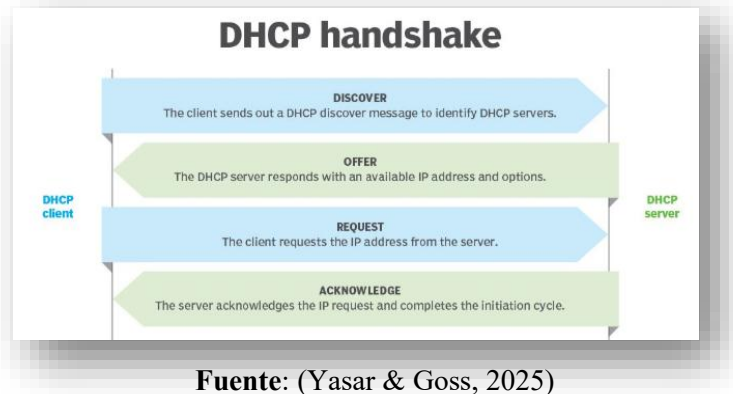 DHCP handshake
DISCOVER
The client sends out a DHCP discover message to identify DHCP servers.
OFFER
The DHCP server responds with an available IP address and options.
DHCP
client
DHCP
server
REQUEST
The client requests the IP address from the server.
ACKNOWLEDGE
The server acknowledges the IP request and completes the initiation cycle.
Fuente: (Yasar & Goss, 2025)